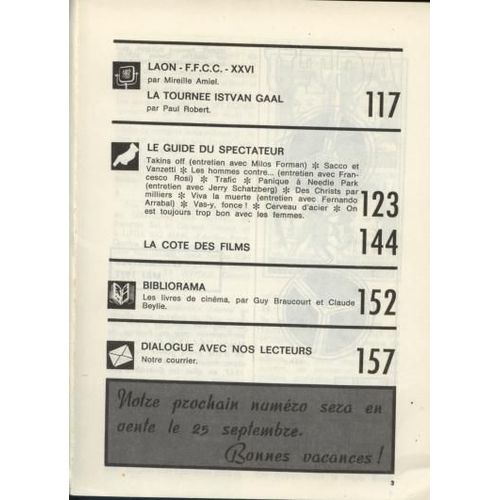 LAON - F.F.C.C. - XXVI
par Mireille Amiel.
LA TOURNEE ISTVAN GAAL
par Paul Robert.
117
LE GUIDE DU SPECTATEUR
Takins off (entretien avec Milos Forman) ✻ Sacco et
Vanzetti ✻ Les hommes contre... (entretien avec Fran-
cesco Rosi) ✻ Trafic ✻ Panique à Needle Park
(entretien avec Jerry Schatzberg) ✻ Des Christs par
milliers ✻ Viva la muerte (entretien avec Fernando
Arrabal) ✻ Vas-y, fonce ! ✻ Cerveau d'acier ✻ On
est toujours trop bon avec les femmes.
123
LA COTE DES FILMS
144
BIBLIORAMA
Les livres de cinéma, par Guy Braucourt et Claude
Beylie.
152
DIALOGUE AVEC NOS LECTEURS
Notre courrier.
157
Notre prochain numéro sera en
vente le 25 septembre.
Bonnes vacances !
3